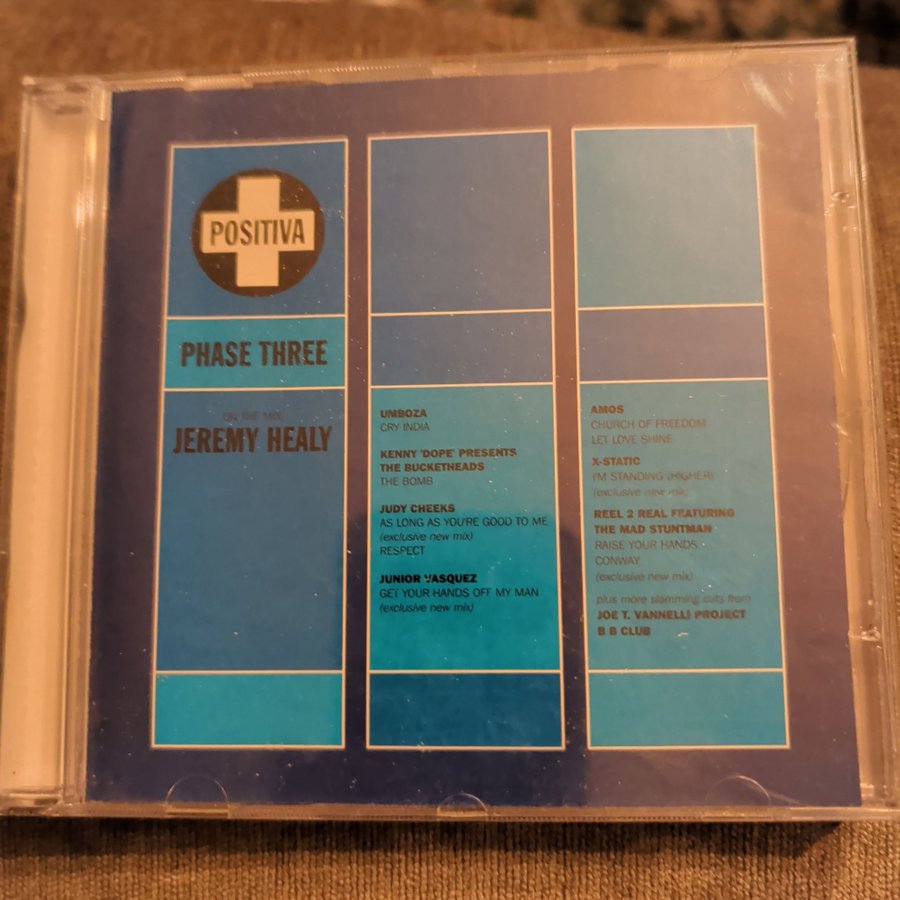 POSITIVA
PHASE THREE
ON THE MIX
JEREMY HEALY
UMBOZA
CRY INDIA
KENNY 'DOPE' PRESENTS
THE BUCKETHEADS
THE BOMB
JUDY CHEEKS
AS LONG AS YOU'RE GOOD TO ME
(exclusive new mix)
RESPECT
JUNIOR VASQUEZ
GET YOUR HANDS OFF MY MAN
(exclusive new mix)
AMOS
CHURCH OF FREEDOM
LET LOVE SHINE
X-STATIC
I'M STANDING (HIGHER)
(exclusive new mix)
REEL 2 REAL FEATURING
THE MAD STUNTMAN
RAISE YOUR HANDS
CONWAY
(exclusive new mix)
plus more slamming cuts from
JOE T. VANNELLI PROJECT
B B CLUB